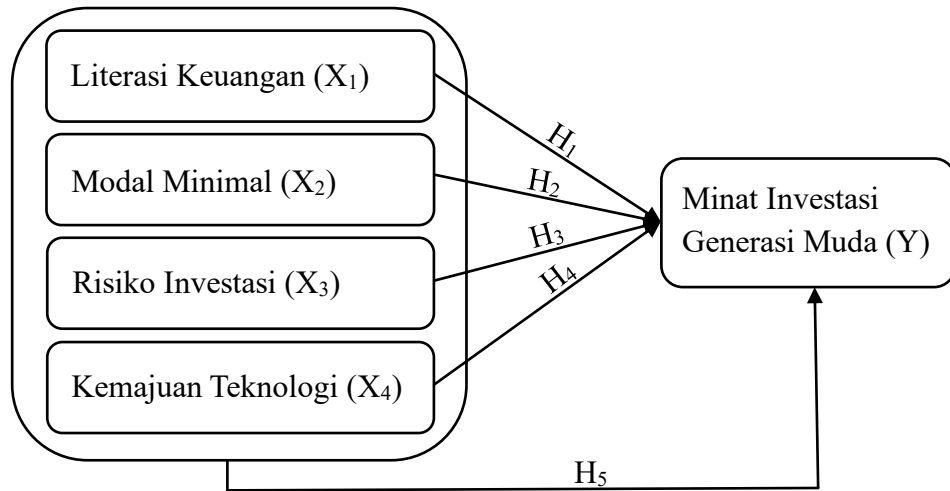 Literasi Keuangan (X₁)
Modal Minimal (X₂)
Risiko Investasi (X₃)
Kemajuan Teknologi (X₄)
H₁
H₂
H₃
H₄
Minat Investasi
Generasi Muda (Y)
H₅